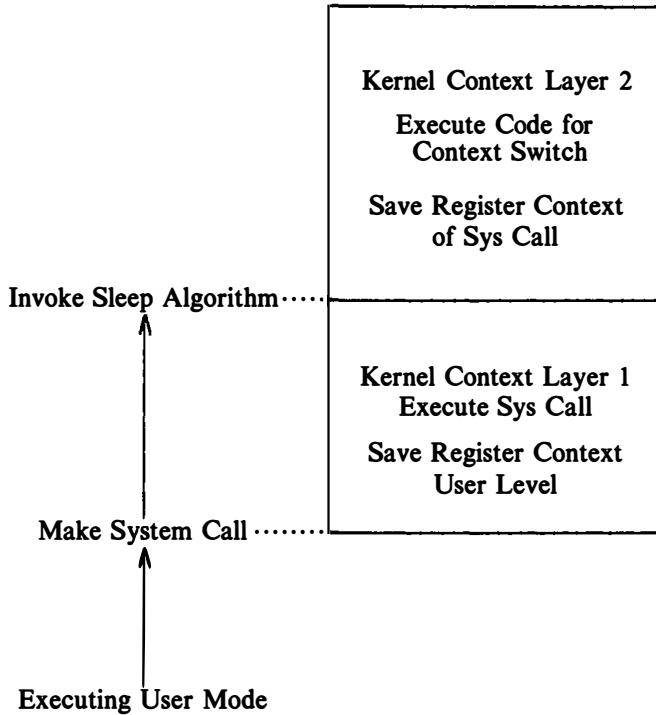 Kernel Context Layer 2
Execute Code for
Context Switch
Save Register Context
of Sys Call
Invoke Sleep Algorithm
Kernel Context Layer 1
Execute Sys Call
Save Register Context
User Level
Make System Call
Executing User Mode